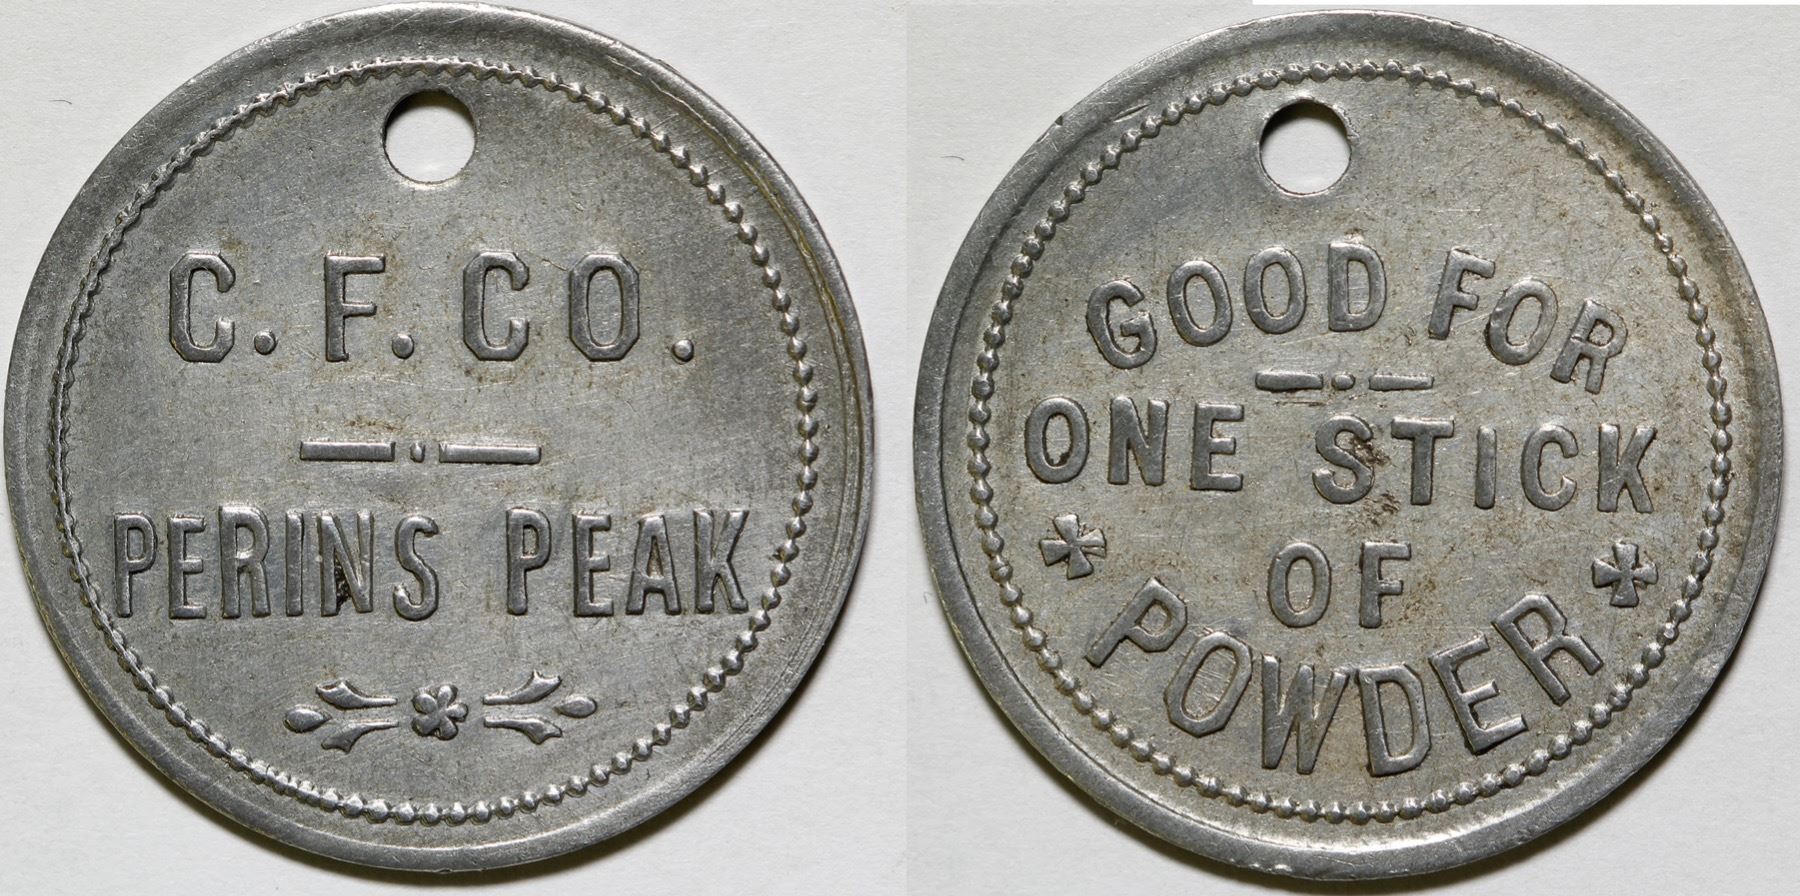 C. F. CO.
PERINS PEAK
GOOD FOR
ONE STICK
OF
POWDER